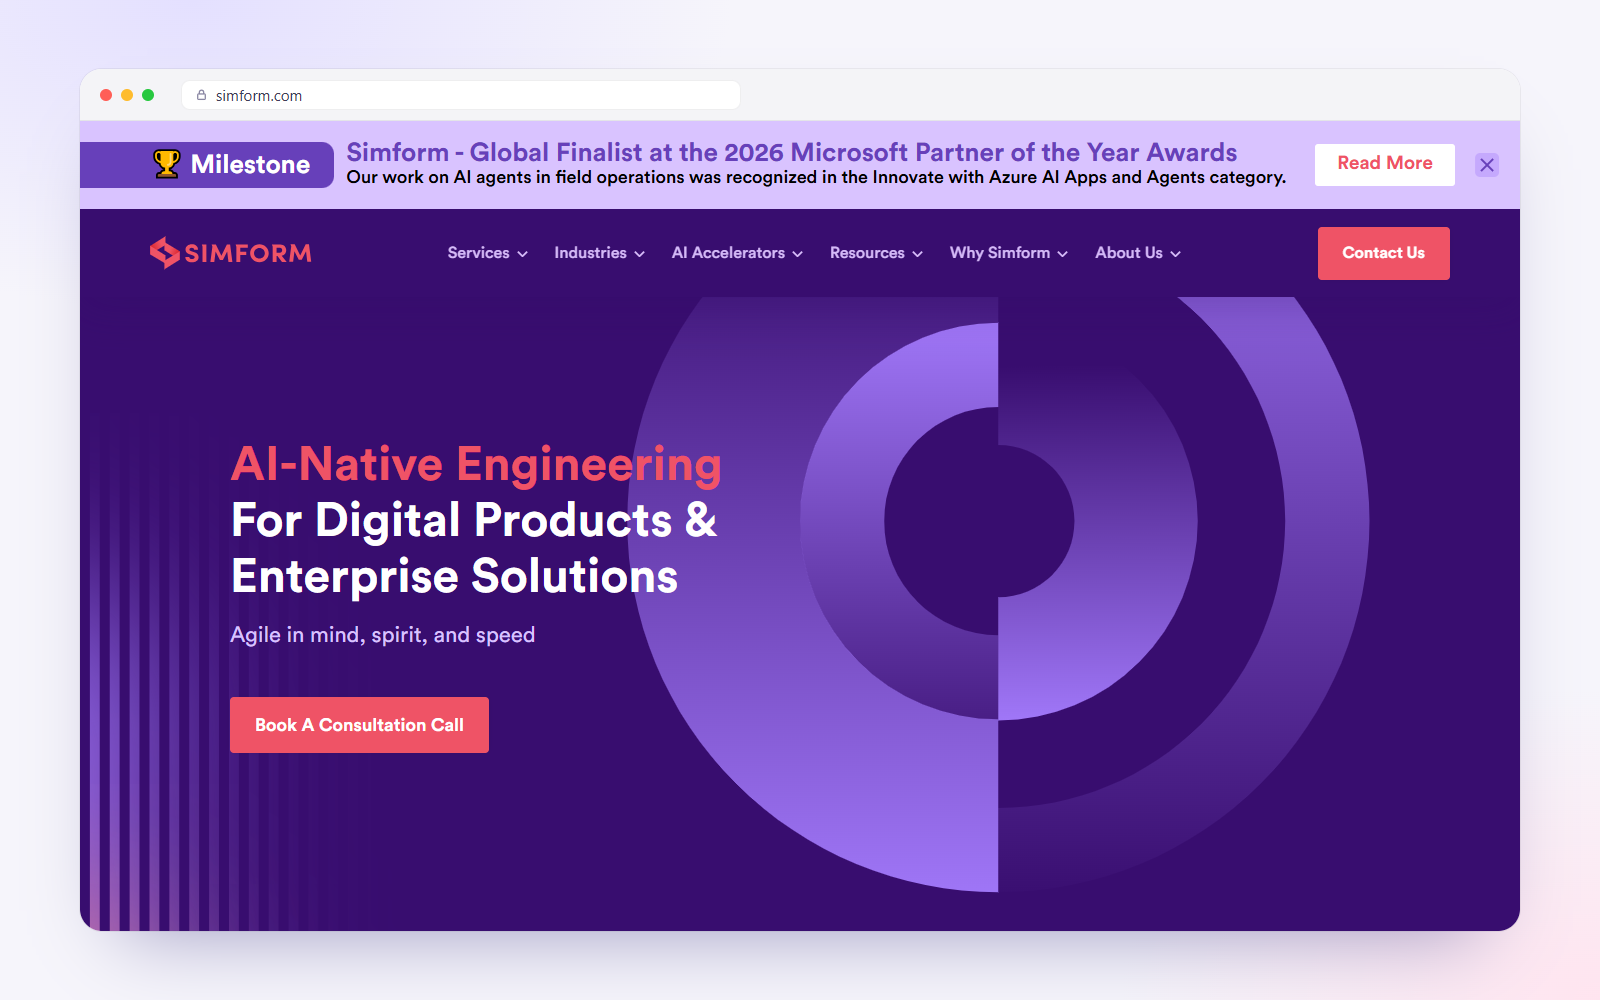 simform.com
Milestone
Simform - Global Finalist at the 2026 Microsoft Partner of the Year Awards
Our work on AI agents in field operations was recognized in the Innovate with Azure AI Apps and Agents category.
Read More
SIMFORM
Services
Industries
AI Accelerators
Resources
Why Simform
About Us
Contact Us
AI-Native Engineering
For Digital Products &
Enterprise Solutions
Agile in mind, spirit, and speed
Book A Consultation Call